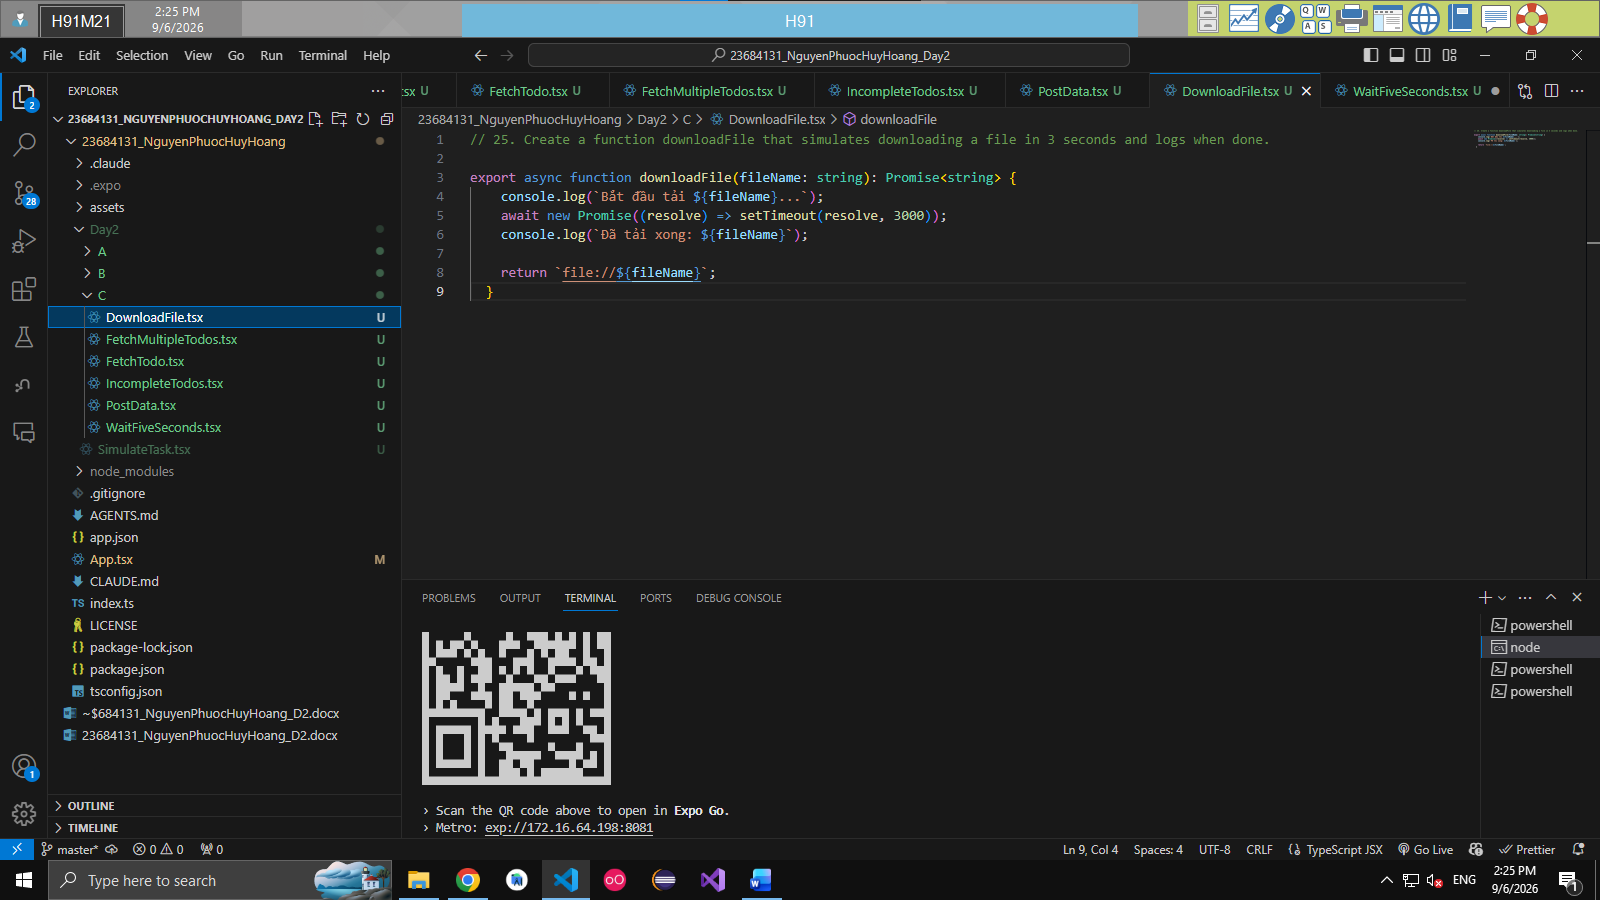 H91M21
2:25 PM
9/6/2026
H91
Q W
A S
File Edit Selection View Go Run Terminal Help
23684131_NguyenPhuocHuyHoang_Day2
EXPLORER
tsx U
FetchTodo.tsx U
FetchMultipleTodos.tsx U
IncompleteTodos.tsx U
PostData.tsx U
DownloadFile.tsx U
WaitFiveSeconds.tsx U
23684131_NguyenPhuocHuyHoang > Day2 > C > DownloadFile.tsx > downloadFile
2
28
1
23684131_NGUYENPHUOCHUYHOANG_DAY2
23684131_NguyenPhuocHuyHoang
.claude
.expo
assets
Day2
A
B
C
DownloadFile.tsx U
FetchMultipleTodos.tsx U
FetchTodo.tsx U
IncompleteTodos.tsx U
PostData.tsx U
WaitFiveSeconds.tsx U
SimulateTask.tsx U
node_modules
.gitignore
AGENTS.md
{} app.json
App.tsx M
CLAUDE.md
TS index.ts
LICENSE
{} package-lock.json
{} package.json
TS tsconfig.json
~$684131_NguyenPhuocHuyHoang_D2.docx
23684131_NguyenPhuocHuyHoang_D2.docx
OUTLINE
TIMELINE
1 // 25. Create a function downloadFile that simulates downloading a file in 3 seconds and logs when done.
2
3 export async function downloadFile(fileName: string): Promise<string> {
4 console.log(`Bắt đầu tải ${fileName}...`);
5 await new Promise((resolve) => setTimeout(resolve, 3000));
6 console.log(`Đã tải xong: ${fileName}`);
7
8 return `file://${fileName}`;
9 }
PROBLEMS OUTPUT TERMINAL PORTS DEBUG CONSOLE
powershell
node
powershell
powershell
› Scan the QR code above to open in Expo Go.
› Metro: exp://172.16.64.198:8081
master* 0 0 0
Ln 9, Col 4 Spaces: 4 UTF-8 CRLF {} TypeScript JSX Go Live Prettier
Type here to search
ENG
2:25 PM
9/6/2026
1